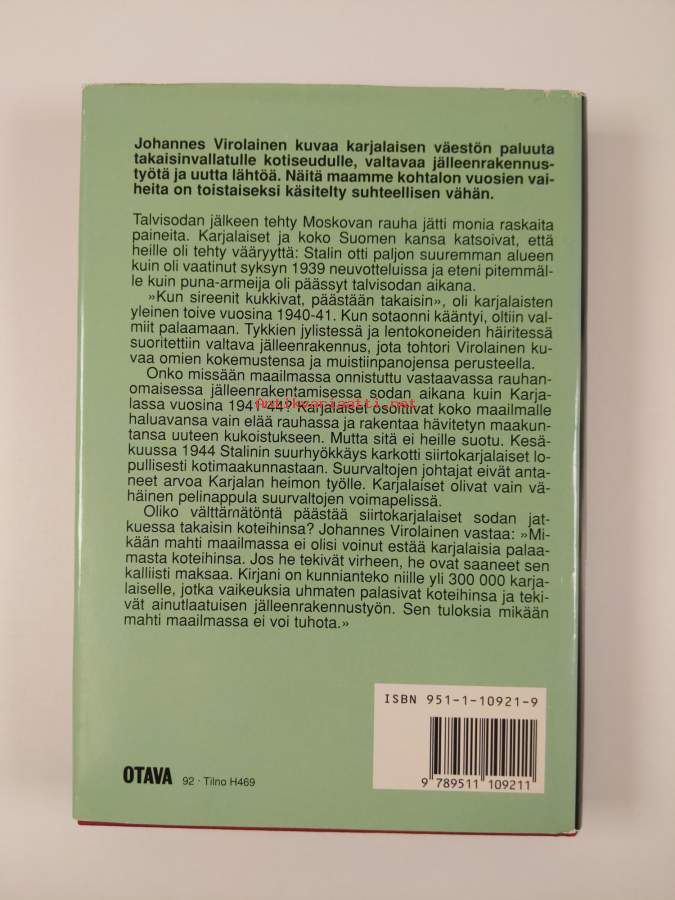 Johannes Virolainen kuvaa karjalaisen väestön paluuta
takaisinvallatulle kotiseudulle, valtavaa jälleenrakennus-
työtä ja uutta lähtöä. Näitä maamme kohtalon vuosien vai-
heita on toistaiseksi käsitelty suhteellisen vähän.
Talvisodan jälkeen tehty Moskovan rauha jätti monia raskaita
paineita. Karjalaiset ja koko Suomen kansa katsoivat, että
heille oli tehty vääryyttä: Stalin otti paljon suuremman alueen
kuin oli vaatinut syksyn 1939 neuvotteluissa ja eteni pitemmäl-
le kuin puna-armeija oli päässyt talvisodan aikana.
»Kun sireenit kukkivat, päästään takaisin», oli karjalaisten
yleinen toive vuosina 1940-41. Kun sotaonni kääntyi, oltiin val-
miit palaamaan. Tykkien jylistessä ja lentokoneiden häiritessä
suoritettiin valtava jälleenrakennus, jota tohtori Virolainen ku-
vaa omien kokemustensa ja muistiinpanojensa perusteella.
Onko missään maailmassa onnistuttu vastaavassa rauhan-
omaisessa jälleenrakentamisessa sodan aikana kuin Karja-
lassa vuosina 1941-44? Karjalaiset osoittivat koko maailmalle
haluavansa vain elää rauhassa ja rakentaa hävitetyn maakun-
tansa uuteen kukoistukseen. Mutta sitä ei heille suotu. Kesä-
kuussa 1944 Stalinin suurhyökkäys karkotti siirtokarjalaiset lo-
pullisesti kotimaakunnastaan. Suurvaltojen johtajat eivät anta-
neet arvoa Karjalan heimon työlle. Karjalaiset olivat vain vä-
häinen pelinappula suurvaltojen voimapelissä.
Oliko välttämätöntä päästää siirtokarjalaiset sodan jat-
kuessa takaisin koteihinsa? Johannes Virolainen vastaa: »Mi-
kään mahti maailmassa ei olisi voinut estää karjalaisia palaa-
masta koteihinsa. Jos he tekivät virheen, he ovat saaneet sen
kalliisti maksaa. Kirjani on kunnianteko niille yli 300 000 karja-
laiselle, jotka vaikeuksia uhmaten palasivat koteihinsa ja teki-
vät ainutlaatuisen jälleenrakennustyön. Sen tuloksia mikään
mahti maailmassa ei voi tuhota.»
ISBN 951-1-10921-9
9 789511 109211
OTAVA 92 · Tilno H469